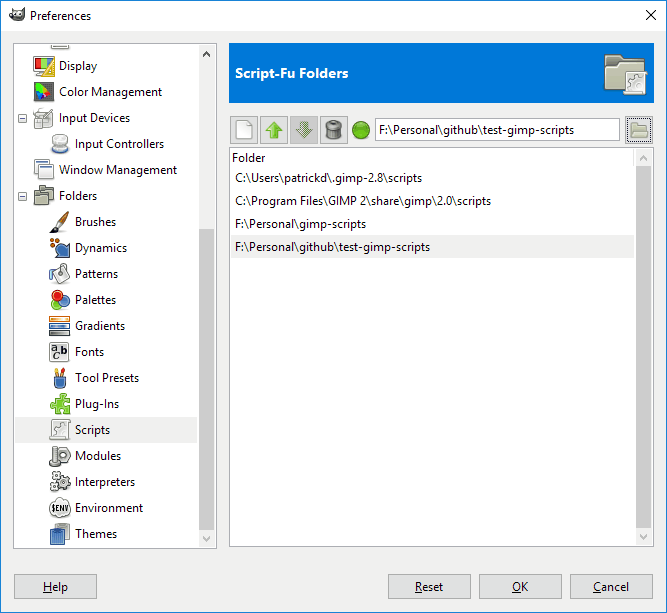 Preferences
Display
Color Management
Input Devices
Input Controllers
Window Management
Folders
Brushes
Dynamics
Patterns
Palettes
Gradients
Fonts
Tool Presets
Plug-Ins
Scripts
Modules
Interpreters
$ENV
Environment
Themes
Script-Fu Folders
F:\Personal\github\test-gimp-scripts
Folder
C:\Users\patrickd\.gimp-2.8\scripts
C:\Program Files\GIMP 2\share\gimp\2.0\scripts
F:\Personal\gimp-scripts
F:\Personal\github\test-gimp-scripts
Help
Reset
OK
Cancel